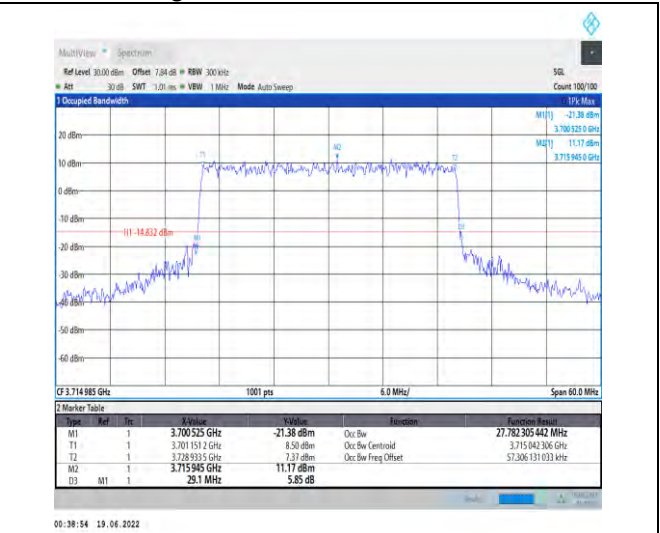 MultiView Spectrum
Ref Level 30.00 dBm Offset 7.84 dB RBW 300 kHz SGL
Att 30 dB SWT 1.01 ms VBW 1 MHz Mode Auto Sweep Count 100/100
1 Occupied Bandwidth 1Pk Max
M1[1] -21.38 dBm
3.700 525 0 GHz
M2[1] 11.17 dBm
3.715 945 0 GHz
20 dBm
M2
T1 T2
10 dBm
0 dBm
-10 dBm
H1 -14.832 dBm
D3
M1
-20 dBm
-30 dBm
-40 dBm
-50 dBm
-60 dBm
CF 3.714 985 GHz 1001 pts 6.0 MHz/ Span 60.0 MHz
2 Marker Table
Type Ref Trc X-Value Y-Value Function Function Result
M1 1 3.700 525 GHz -21.38 dBm Occ Bw 27.782 305 442 MHz
T1 1 3.701 151 2 GHz 8.50 dBm Occ Bw Centroid 3.715 042 306 GHz
T2 1 3.728 933 5 GHz 7.37 dBm Occ Bw Freq Offset 57.306 131 033 kHz
M2 1 3.715 945 GHz 11.17 dBm
D3 M1 1 29.1 MHz 5.85 dB
00:38:54 19.06.2022